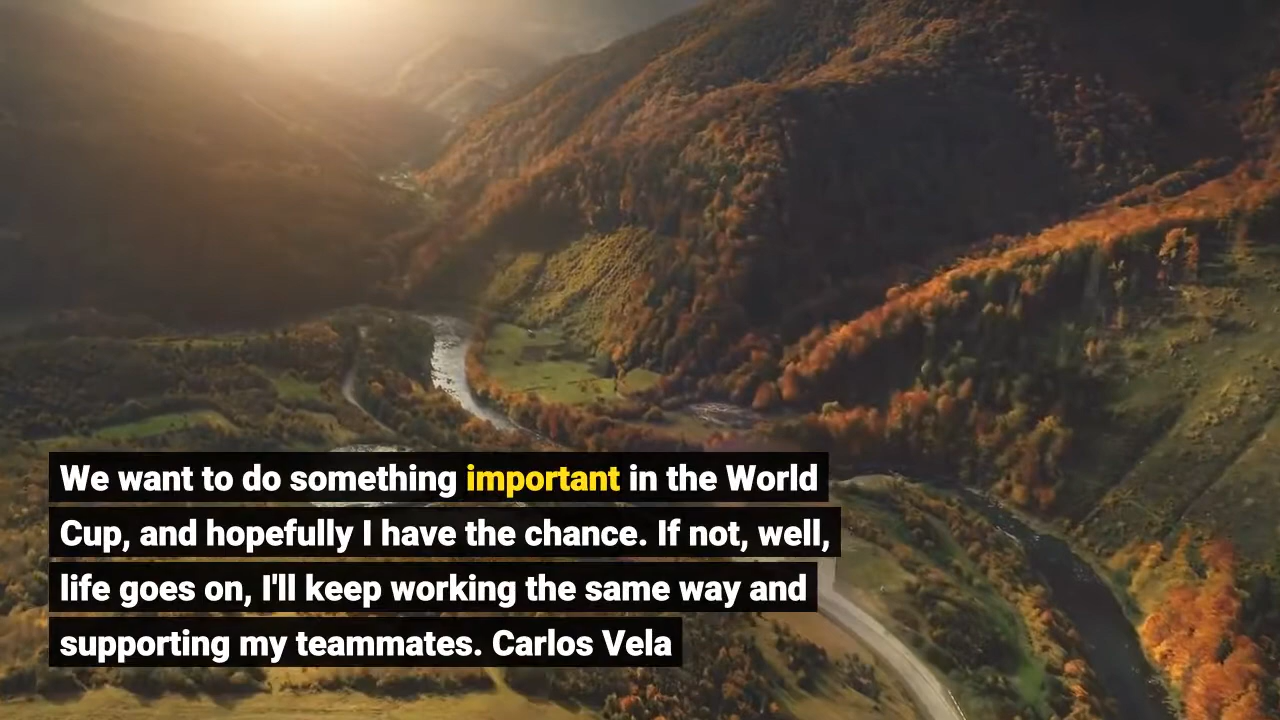 We want to do something important in the World
Cup, and hopefully I have the chance. If not, well,
life goes on, I'll keep working the same way and
supporting my teammates. Carlos Vela